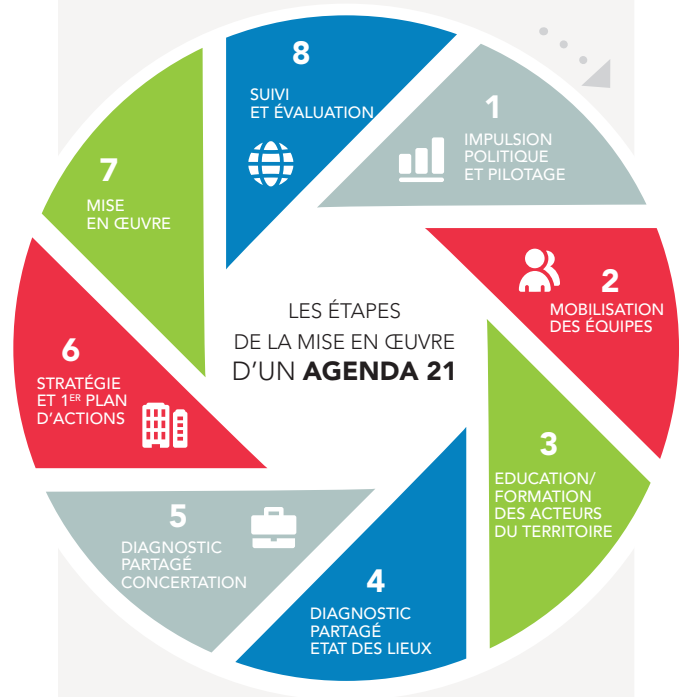 LES ÉTAPES
DE LA MISE EN ŒUVRE
D'UN AGENDA 21
1
IMPULSION
POLITIQUE
ET PILOTAGE
2
MOBILISATION
DES ÉQUIPES
3
EDUCATION/
FORMATION
DES ACTEURS
DU TERRITOIRE
4
DIAGNOSTIC
PARTAGÉ
ETAT DES LIEUX
5
DIAGNOSTIC
PARTAGÉ
CONCERTATION
6
STRATÉGIE
ET 1ER PLAN
D'ACTIONS
7
MISE
EN ŒUVRE
8
SUIVI
ET ÉVALUATION